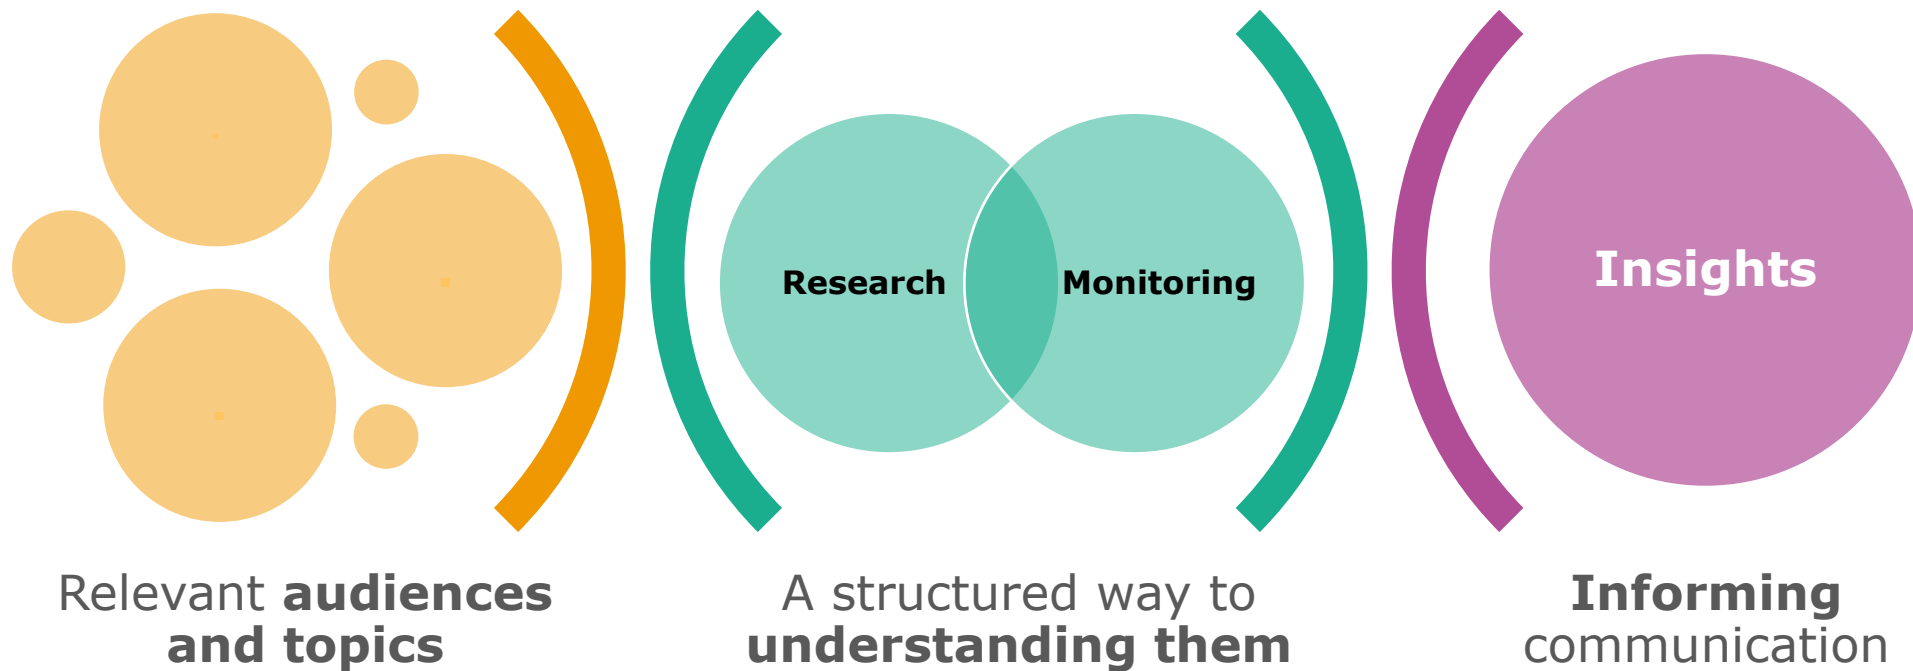 Research
Monitoring
Insights
Relevant audiences
and topics
A structured way to
understanding them
Informing
communication